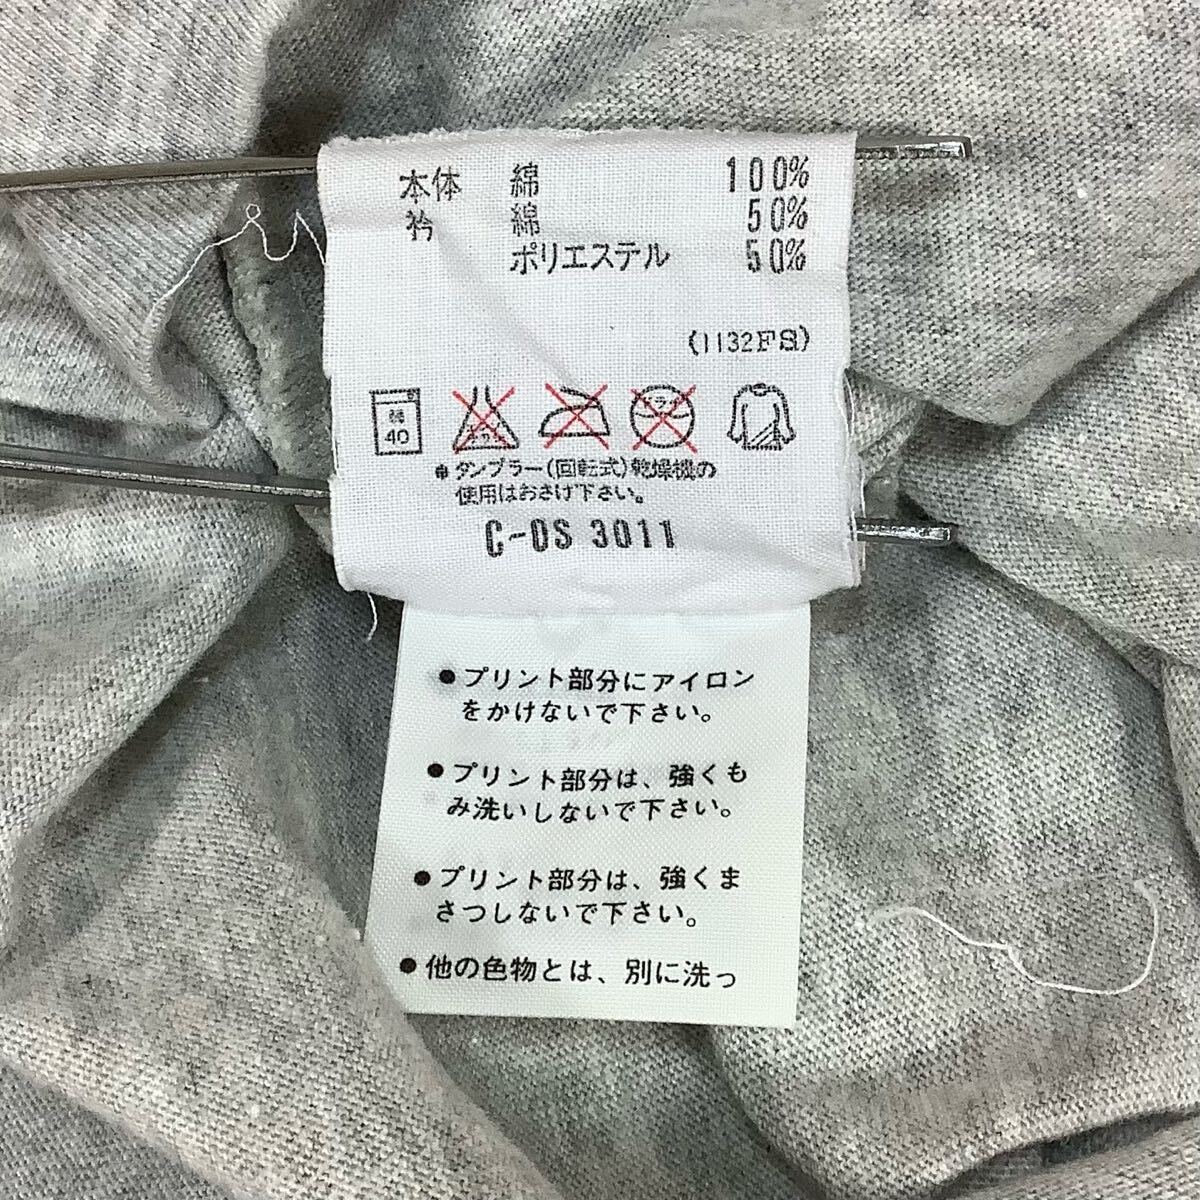 本体 綿 100%
衿 綿 50%
ポリエステル 50%
(1132FS)
弱 40
● タンブラー(回転式)乾燥機の
使用はおさけ下さい。
C-OS 3011
● プリント部分にアイロン
をかけないで下さい。
● プリント部分は、強くも
み洗いしないで下さい。
● プリント部分は、強くま
さつしないで下さい。
● 他の色物とは、別に洗っ